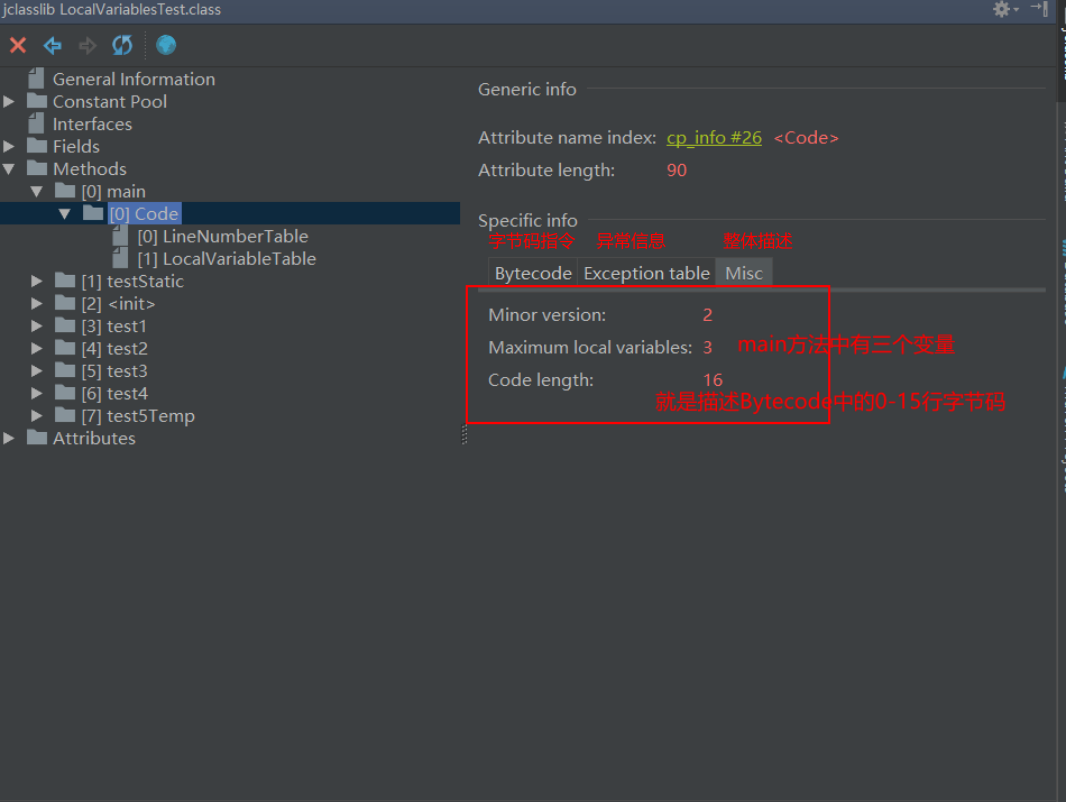 jclasslib LocalVariablesTest.class
General Information
Constant Pool
Interfaces
Fields
Methods
[0] main
[0] Code
[0] LineNumberTable
[1] LocalVariableTable
[1] testStatic
[2] <init>
[3] test1
[4] test2
[5] test3
[6] test4
[7] test5Temp
Attributes
Generic info
Attribute name index: cp_info #26 <Code>
Attribute length: 90
Specific info
字节码指令 异常信息 整体描述
Bytecode Exception table Misc
Minor version: 2
Maximum local variables: 3 main方法中有三个变量
Code length: 16
就是描述Bytecode中的0-15行字节码